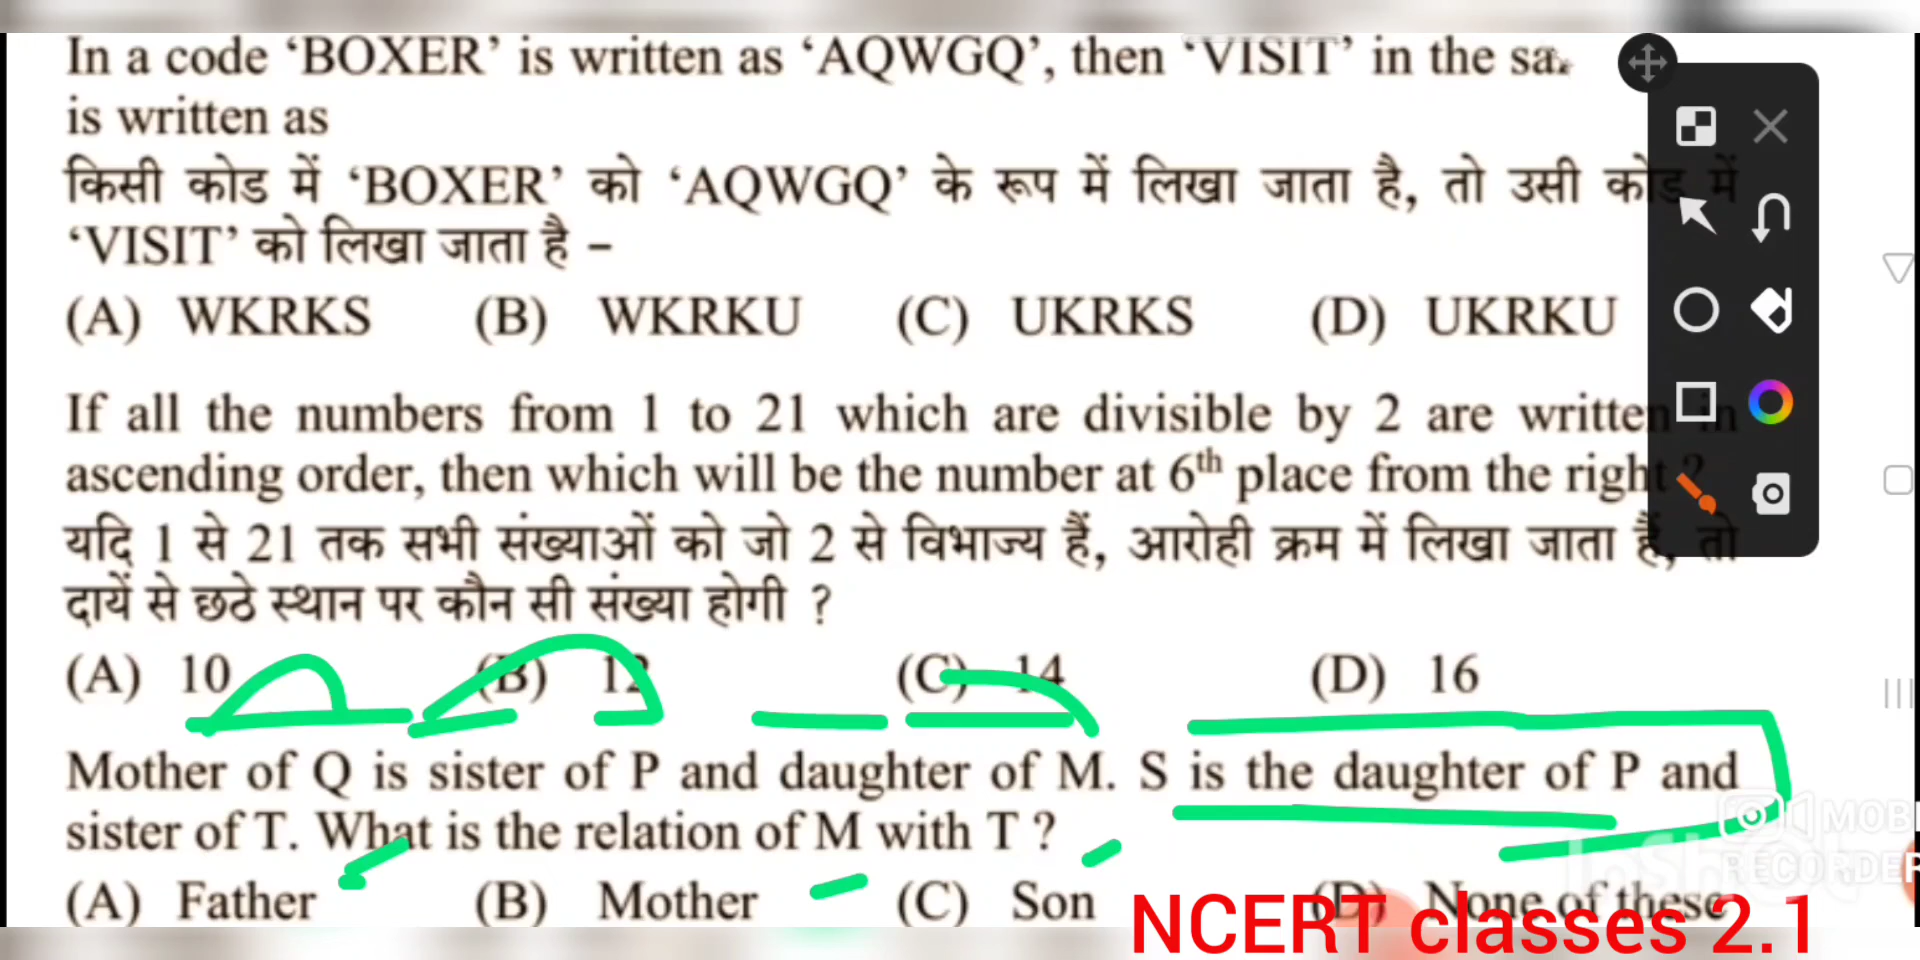 In a code ‘BOXER’ is written as ‘AQWGQ’, then ‘VISIT’ in the
is written as
किसी कोड में ‘BOXER’ को ‘AQWGQ’ के रूप में लिखा जाता है, तो उसी कोड में
‘VISIT’ को लिखा जाता है –
(A) WKRKS (B) WKRKU (C) UKRKS (D) UKRKU
If all the numbers from 1 to 21 which are divisible by 2 are written in
ascending order, then which will be the number at 6th place from the right ?
यदि 1 से 21 तक सभी संख्याओं को जो 2 से विभाज्य हैं, आरोही क्रम में लिखा जाता हैं, तो
दायें से छठे स्थान पर कौन सी संख्या होगी ?
(A) 10 (B) 12 (C) 14 (D) 16
Mother of Q is sister of P and daughter of M. S is the daughter of P and
sister of T. What is the relation of M with T ?
(A) Father (B) Mother (C) Son (D) None of these
NCERT classes 2.1
RECORDER